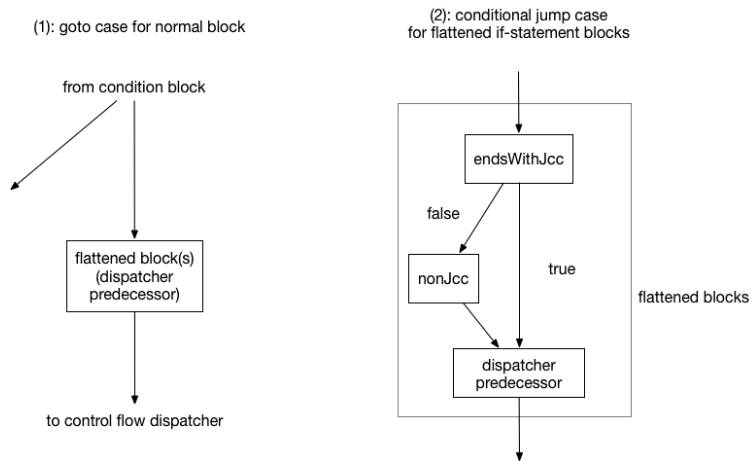 (1): goto case for normal block
from condition block
flattened block(s)
(dispatcher
predecessor)
to control flow dispatcher
(2): conditional jump case
for flattened if-statement blocks
endsWithJcc
false
nonJcc
true
flattened blocks
dispatcher
predecessor